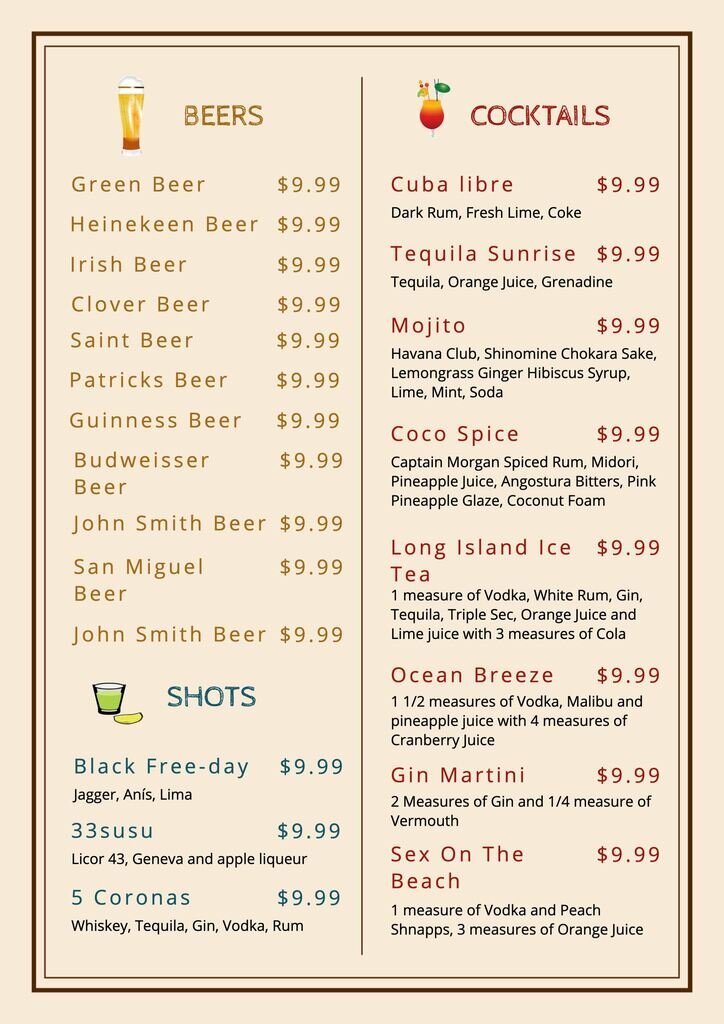 BEERS
Green Beer $9.99
Heinekeen Beer $9.99
Irish Beer $9.99
Clover Beer $9.99
Saint Beer $9.99
Patricks Beer $9.99
Guinness Beer $9.99
Budweisser $9.99
Beer
John Smith Beer $9.99
San Miguel $9.99
Beer
John Smith Beer $9.99
SHOTS
Black Free-day $9.99
Jagger, Anís, Lima
33susu $9.99
Licor 43, Geneva and apple liqueur
5 Coronas $9.99
Whiskey, Tequila, Gin, Vodka, Rum
COCKTAILS
Cuba libre $9.99
Dark Rum, Fresh Lime, Coke
Tequila Sunrise $9.99
Tequila, Orange Juice, Grenadine
Mojito $9.99
Havana Club, Shinomine Chokara Sake,
Lemongrass Ginger Hibiscus Syrup,
Lime, Mint, Soda
Coco Spice $9.99
Captain Morgan Spiced Rum, Midori,
Pineapple Juice, Angostura Bitters, Pink
Pineapple Glaze, Coconut Foam
Long Island Ice $9.99
Tea
1 measure of Vodka, White Rum, Gin,
Tequila, Triple Sec, Orange Juice and
Lime juice with 3 measures of Cola
Ocean Breeze $9.99
1 1/2 measures of Vodka, Malibu and
pineapple juice with 4 measures of
Cranberry Juice
Gin Martini $9.99
2 Measures of Gin and 1/4 measure of
Vermouth
Sex On The $9.99
Beach
1 measure of Vodka and Peach
Shnapps, 3 measures of Orange Juice